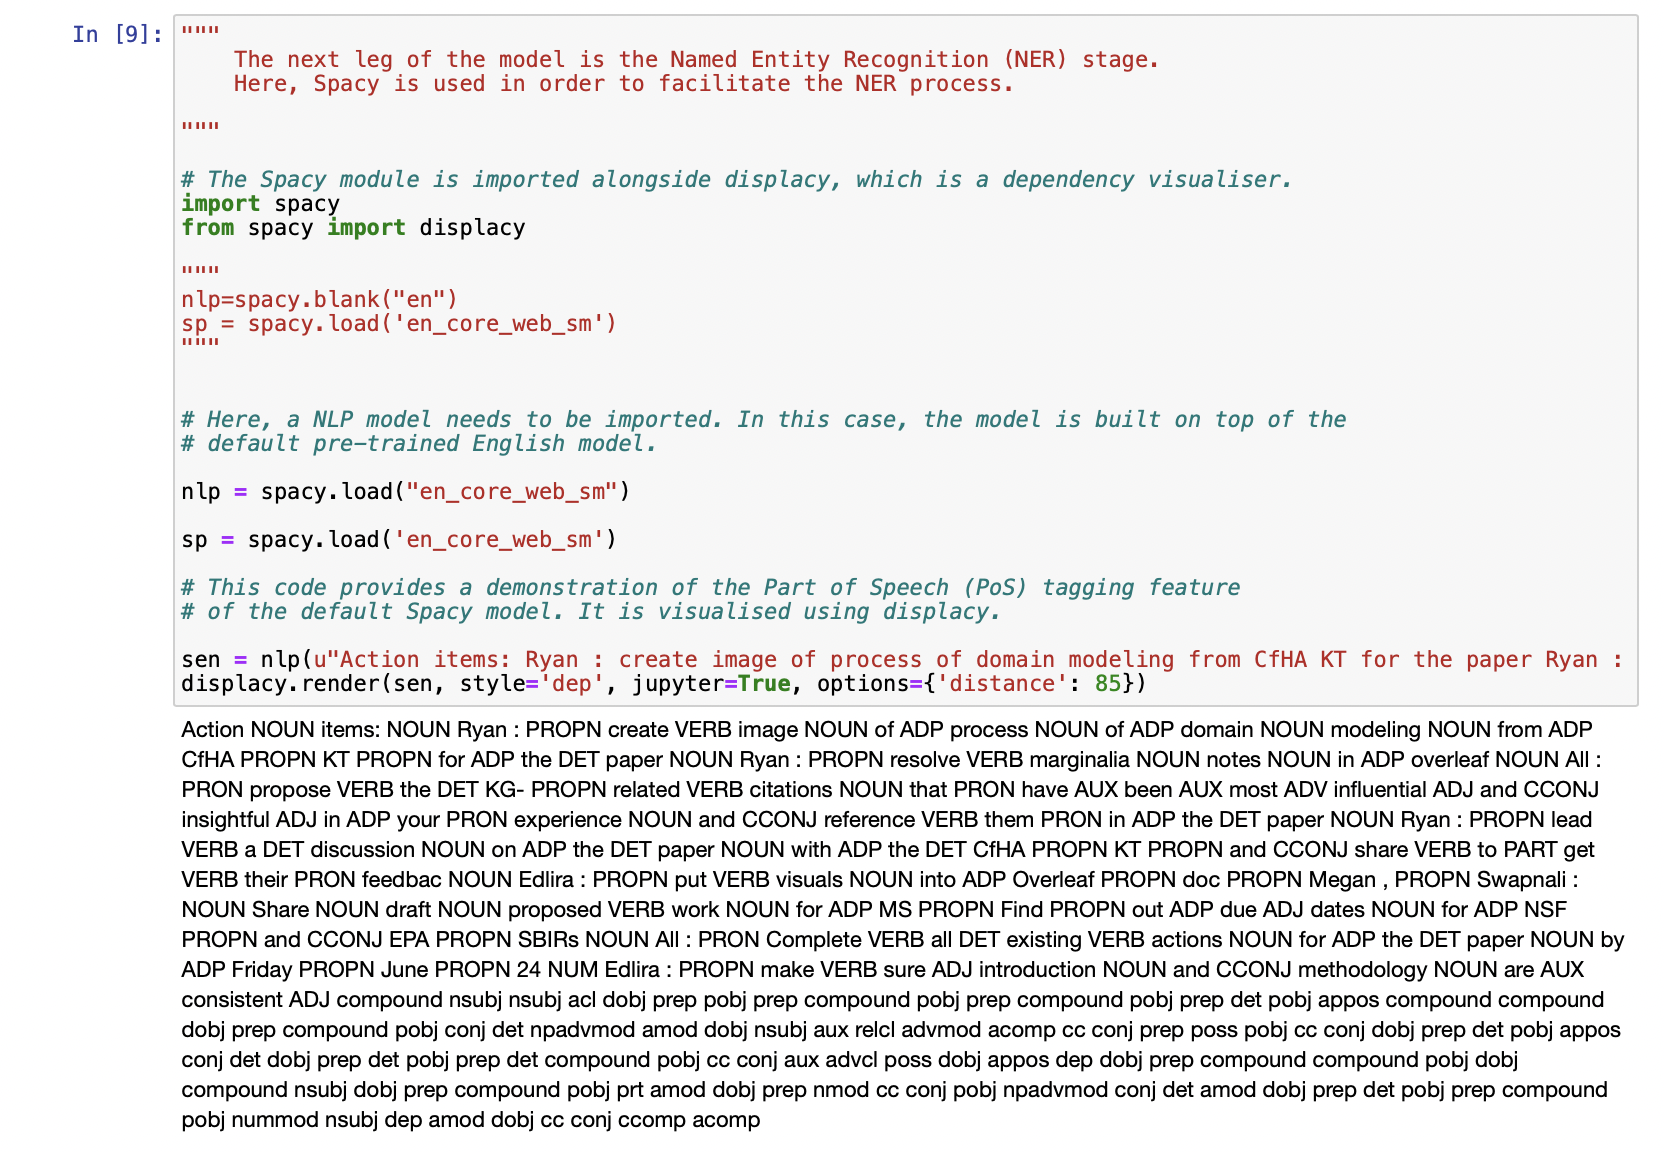 In [9]:
"""
The next leg of the model is the Named Entity Recognition (NER) stage.
Here, Spacy is used in order to facilitate the NER process.
"""
# The Spacy module is imported alongside displacy, which is a dependency visualiser.
import spacy
from spacy import displacy
"""
nlp=spacy.blank("en")
sp = spacy.load('en_core_web_sm')
"""
# Here, a NLP model needs to be imported. In this case, the model is built on top of the
# default pre-trained English model.
nlp = spacy.load("en_core_web_sm")
sp = spacy.load('en_core_web_sm')
# This code provides a demonstration of the Part of Speech (PoS) tagging feature
# of the default Spacy model. It is visualised using displacy.
sen = nlp(u"Action items: Ryan : create image of process of domain modeling from CfHA KT for the paper Ryan :
displacy.render(sen, style='dep', jupyter=True, options={'distance': 85})
Action NOUN items: NOUN Ryan : PROPN create VERB image NOUN of ADP process NOUN of ADP domain NOUN modeling NOUN from ADP
CfHA PROPN KT PROPN for ADP the DET paper NOUN Ryan : PROPN resolve VERB marginalia NOUN notes NOUN in ADP overleaf NOUN All :
PRON propose VERB the DET KG- PROPN related VERB citations NOUN that PRON have AUX been AUX most ADV influential ADJ and CCONJ
insightful ADJ in ADP your PRON experience NOUN and CCONJ reference VERB them PRON in ADP the DET paper NOUN Ryan : PROPN lead
VERB a DET discussion NOUN on ADP the DET paper NOUN with ADP the DET CfHA PROPN KT PROPN and CCONJ share VERB to PART get
VERB their PRON feedbac NOUN Edlira : PROPN put VERB visuals NOUN into ADP Overleaf PROPN doc PROPN Megan , PROPN Swapnali :
NOUN Share NOUN draft NOUN proposed VERB work NOUN for ADP MS PROPN Find PROPN out ADP due ADJ dates NOUN for ADP NSF
PROPN and CCONJ EPA PROPN SBIRs NOUN All : PRON Complete VERB all DET existing VERB actions NOUN for ADP the DET paper NOUN by
ADP Friday PROPN June PROPN 24 NUM Edlira : PROPN make VERB sure ADJ introduction NOUN and CCONJ methodology NOUN are AUX
consistent ADJ compound nsubj nsubj acl dobj prep pobj prep compound pobj prep compound pobj prep det pobj appos compound compound
dobj prep compound pobj conj det npadvmod amod dobj nsubj aux relcl advmod acomp cc conj prep poss pobj cc conj dobj prep det pobj appos
conj det dobj prep det pobj prep det compound pobj cc conj aux advcl poss dobj appos dep dobj prep compound compound pobj dobj
compound nsubj dobj prep compound pobj prt amod dobj prep nmod cc conj pobj npadvmod conj det amod dobj prep det pobj prep compound
pobj nummod nsubj dep amod dobj cc conj ccomp acomp